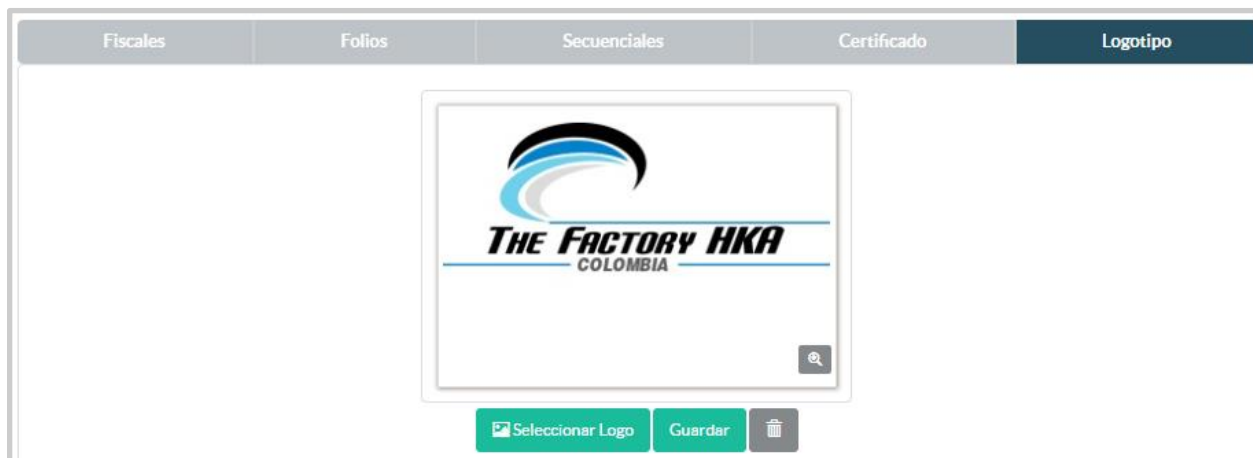 Fiscales Folios Secuenciales Certificado Logotipo
THE FACTORY HKA
COLOMBIA
Seleccionar Logo Guardar